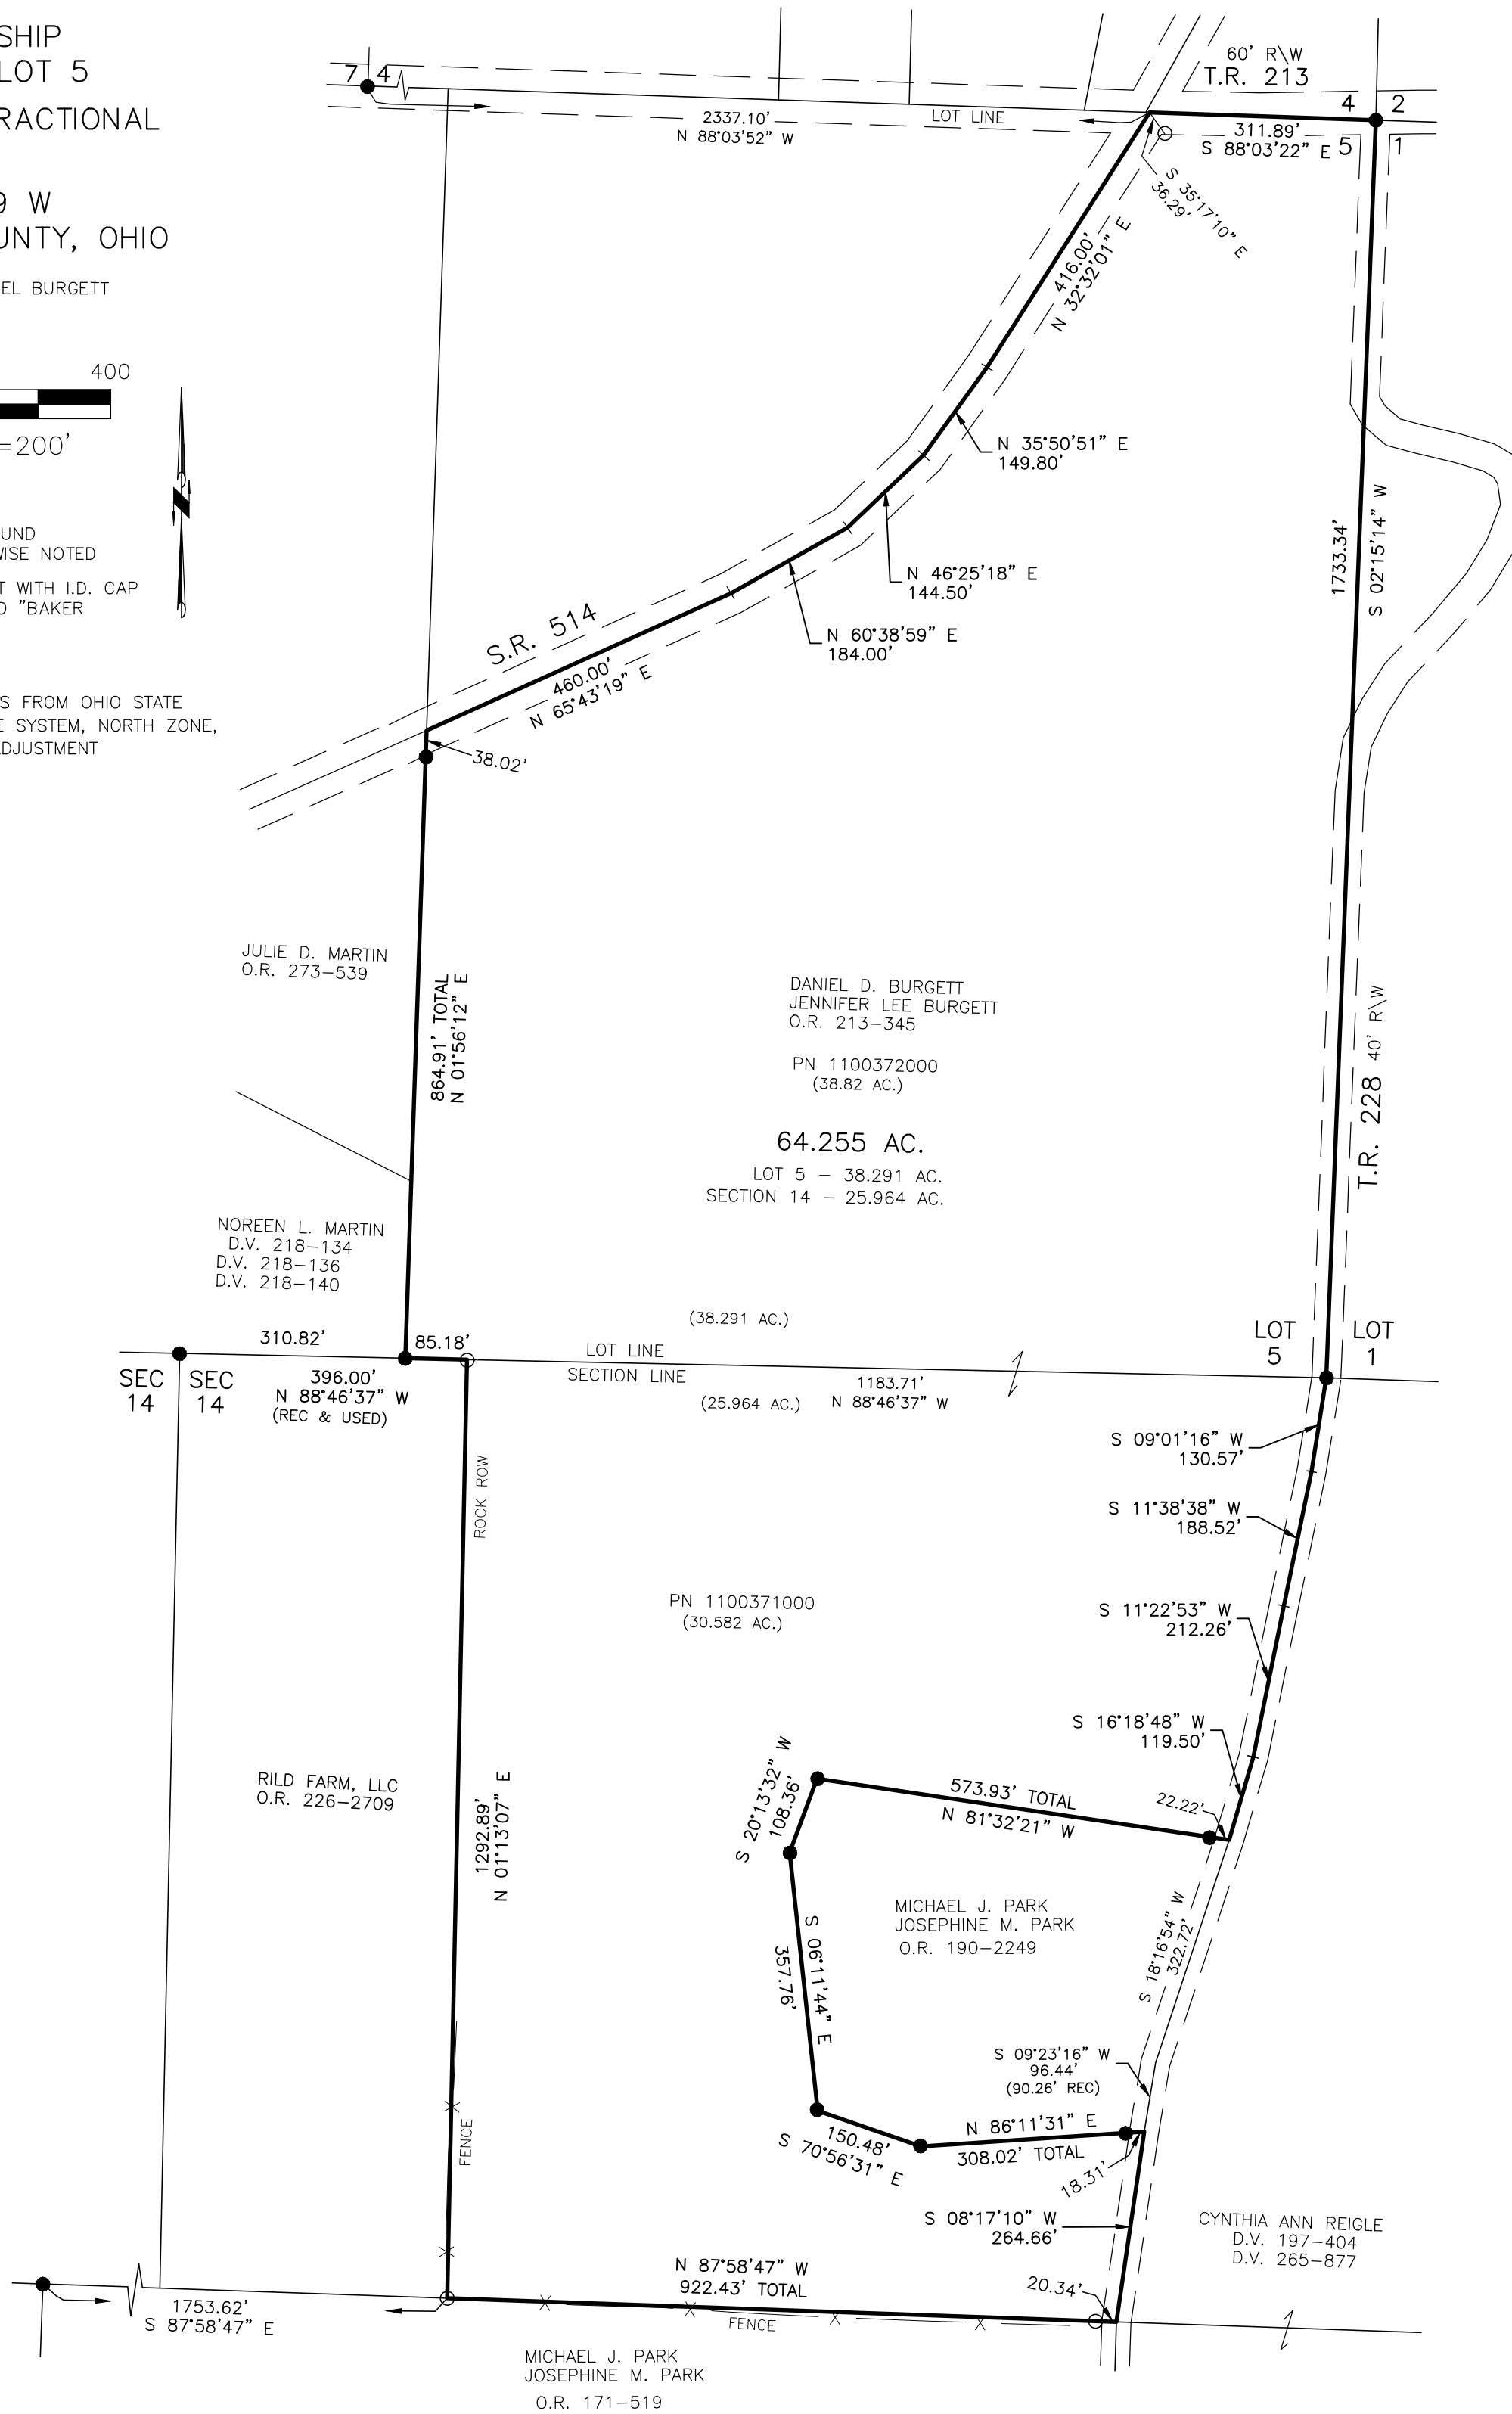 SHIP
LOT 5
RACTIONAL
9 W
UNTY, OHIO
EL BURGETT
400
=200'
UND
WISE NOTED
T WITH I.D. CAP
D "BAKER
S FROM OHIO STATE
E SYSTEM, NORTH ZONE,
ADJUSTMENT
7 4
2337.10'
N 88°03'52" W
LOT LINE
60' R\W
T.R. 213
4 2
5 1
311.89'
S 88°03'22" E
S 35°17'10" E
36.29'
416.00'
N 32°32'01" E
N 35°50'51" E
149.80'
N 46°25'18" E
144.50'
N 60°38'59" E
184.00'
S.R. 514
460.00'
N 65°43'19" E
38.02'
1733.34'
S 02°15'14" W
JULIE D. MARTIN
O.R. 273-539
864.91' TOTAL
N 01°56'12" E
DANIEL D. BURGETT
JENNIFER LEE BURGETT
O.R. 213-345
PN 1100372000
(38.82 AC.)
64.255 AC.
LOT 5 - 38.291 AC.
SECTION 14 - 25.964 AC.
T.R. 228 40' R\W
NOREEN L. MARTIN
D.V. 218-134
D.V. 218-136
D.V. 218-140
(38.291 AC.)
310.82'
85.18'
LOT LINE
SECTION LINE
LOT
5
LOT
1
SEC
14
SEC
14
396.00'
N 88°46'37" W
(REC & USED)
(25.964 AC.)
1183.71'
N 88°46'37" W
S 09°01'16" W
130.57'
ROCK ROW
S 11°38'38" W
188.52'
PN 1100371000
(30.582 AC.)
S 11°22'53" W
212.26'
S 16°18'48" W
119.50'
RILD FARM, LLC
O.R. 226-2709
1292.89'
N 01°13'07" E
S 20°13'32" W
108.36'
573.93' TOTAL
N 81°32'21" W
22.22'
MICHAEL J. PARK
JOSEPHINE M. PARK
O.R. 190-2249
S 06°11'44" E
357.76'
S 18°16'54" W
322.72'
S 09°23'16" W
96.44'
(90.26' REC)
FENCE
150.48'
S 70°56'31" E
N 86°11'31" E
308.02' TOTAL
18.31'
S 08°17'10" W
264.66'
CYNTHIA ANN REIGLE
D.V. 197-404
D.V. 265-877
N 87°58'47" W
922.43' TOTAL
20.34'
1753.62'
S 87°58'47" E
FENCE
MICHAEL J. PARK
JOSEPHINE M. PARK
O.R. 171-519